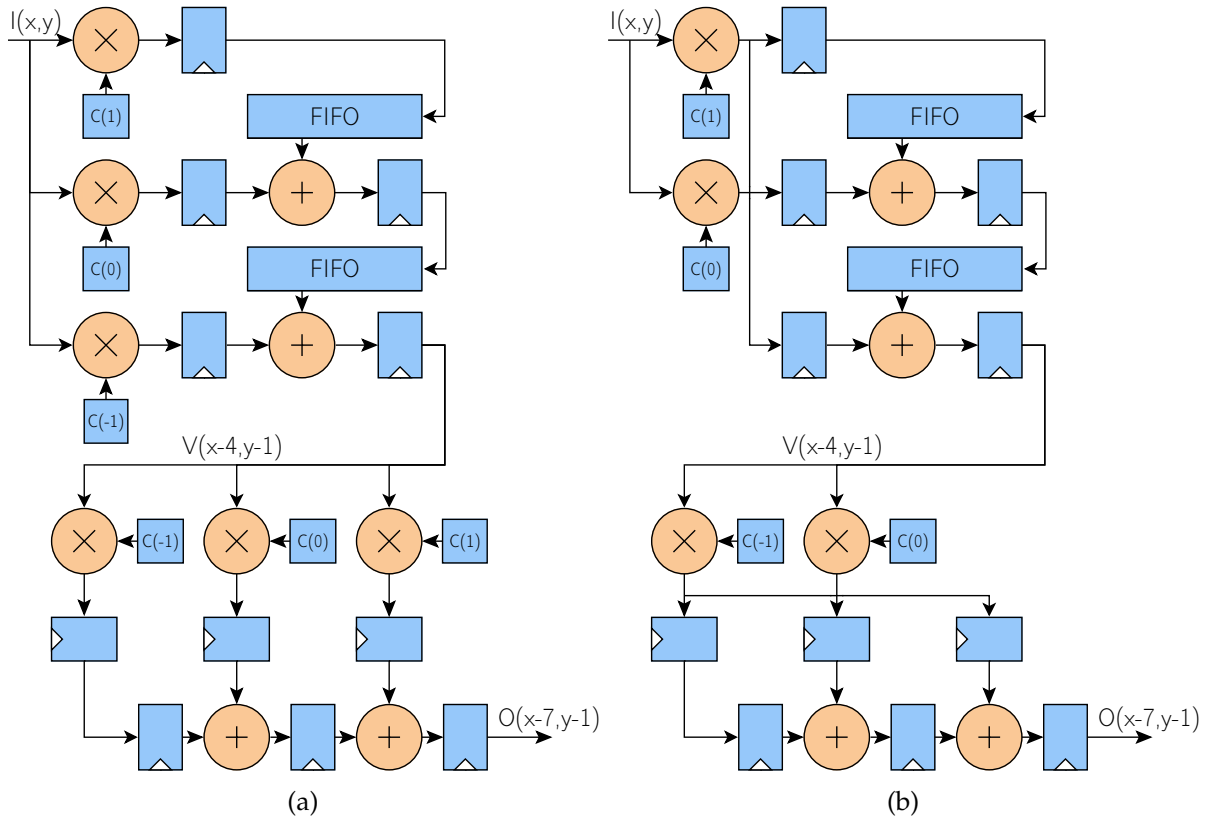 I(x,y)
C(1)
FIFO
C(0)
FIFO
C(-1)
V(x-4,y-1)
C(-1)
C(0)
C(1)
O(x-7,y-1)
(a)
I(x,y)
C(1)
FIFO
C(0)
FIFO
V(x-4,y-1)
C(-1)
C(0)
O(x-7,y-1)
(b)